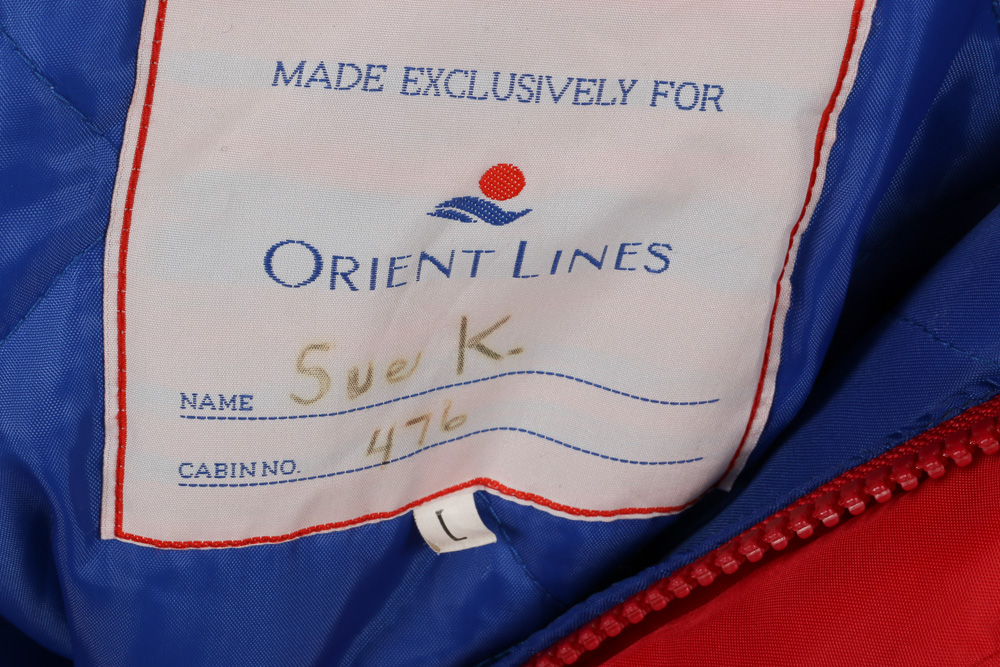 MADE EXCLUSIVELY FOR
ORIENT LINES
NAME Sue K.
CABIN NO. 476
L